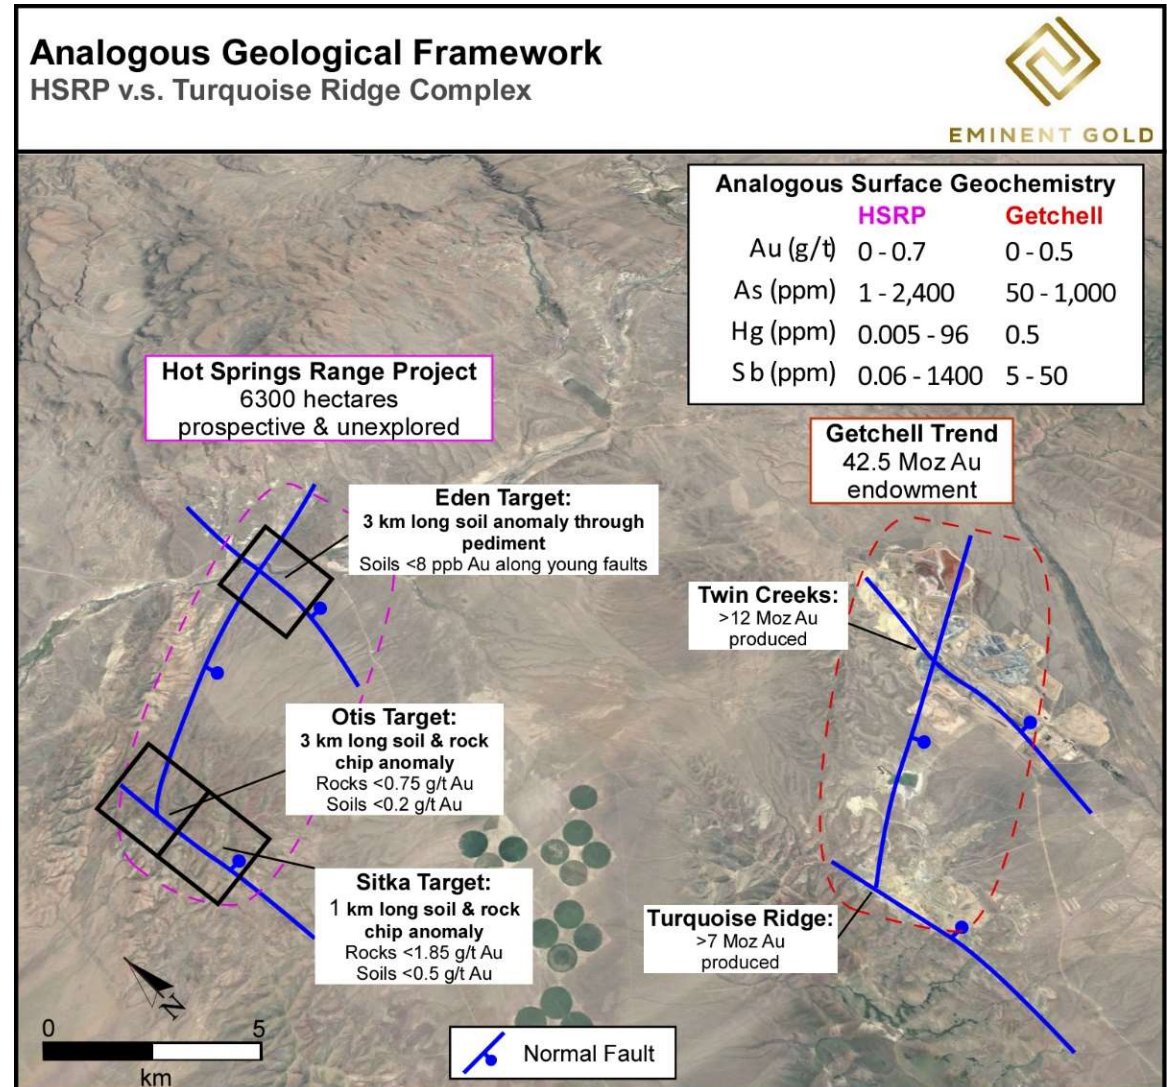 Analogous Geological Framework
HSRP v.s. Turquoise Ridge Complex
EMINENT GOLD
Analogous Surface Geochemistry
HSRP Getchell
Au (g/t) 0 - 0.7 0 - 0.5
As (ppm) 1 - 2,400 50 - 1,000
Hg (ppm) 0.005 - 96 0.5
Sb (ppm) 0.06 - 1400 5 - 50
Hot Springs Range Project
6300 hectares
prospective & unexplored
Getchell Trend
42.5 Moz Au
endowment
Eden Target:
3 km long soil anomaly through
pediment
Soils <8 ppb Au along young faults
Twin Creeks:
>12 Moz Au
produced
Otis Target:
3 km long soil & rock
chip anomaly
Rocks <0.75 g/t Au
Soils <0.2 g/t Au
Sitka Target:
1 km long soil & rock
chip anomaly
Rocks <1.85 g/t Au
Soils <0.5 g/t Au
Turquoise Ridge:
>7 Moz Au
produced
N
0 5
km
Normal Fault